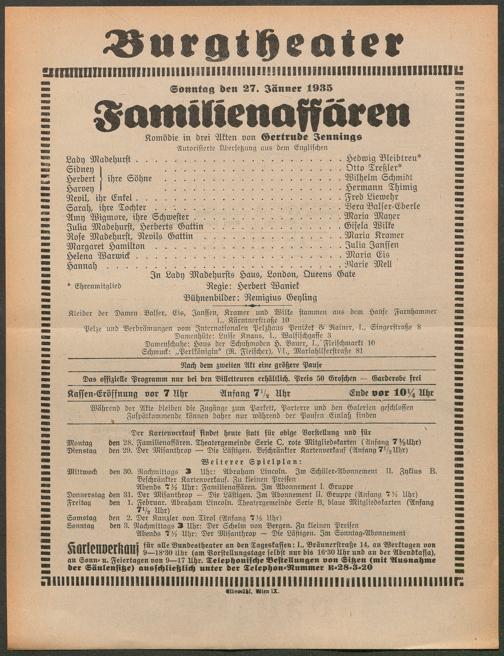 Burgtheater
Sonntag den 27. Jänner 1935
Familienaffären
Komödie in drei Akten von Gertrude Jennings
Autorisierte Übersetzung aus dem Englischen
Lady Madehurst . . . Hedwig Bleibtreu*
Sidney . . . Otto Treßler*
Herbert } ihre Söhne . . . Wilhelm Schmidt
Harvey . . . Hermann Thimig
Nevil, ihr Enkel . . . Fred Liewehr
Sarah, ihre Tochter . . . Vera Balser-Eberle
Amy Wigmore, ihre Schwester . . . Maria Mayer
Julia Madehurst, Herberts Gattin . . . Gisela Wilke
Rose Madehurst, Nevils Gattin . . . Maria Kramer
Margaret Hamilton . . . Julia Janssen
Helena Warwick . . . Maria Eis
Hannah . . . Marie Mell
In Lady Madehursts Haus, London, Queens Gate
* Ehrenmitglied Regie: Herbert Waniek
Bühnenbilder: Remigius Geyling
Kleider der Damen Balser, Eis, Janssen, Kramer und Wilke stammen aus dem Hause Farnhammer
I., Kärntnerstraße 10
Pelze und Verbrämungen vom Internationalen Pelzhaus Penižek & Rainer, I., Singerstraße 8
Damenhüte: Luise Knaus, I., Wallfischgasse 3
Damenschuhe: Haus der Schuhmoden H. Bauer, I., Fleischmarkt 10
Schmuck: „Perlkönigin“ (R. Fleischer), VI., Mariahilferstraße 81
Nach dem zweiten Akt eine größere Pause
Das offizielle Programm nur bei den Billetteuren erhältlich. Preis 50 Groschen — Garderobe frei
Kassen-Eröffnung vor 7 Uhr Anfang 7½ Uhr Ende vor 10¼ Uhr
Während der Akte bleiben die Zugänge zum Parkett, Parterre und den Galerien geschlossen
Zuspätkommende können daher nur während der Pausen Einlaß finden
Der Kartenverkauf findet heute statt für obige Vorstellung und für
Montag den 28. Familienaffären. Theatergemeinde Serie C, rote Mitgliedskarten (Anfang 7½ Uhr)
Dienstag den 29. Der Misanthrop — Die Lästigen. Beschränkter Kartenverkauf (Anfang 7½ Uhr)
Weiterer Spielplan:
Mittwoch den 30. Nachmittags 3 Uhr: Abraham Lincoln. Im Schüler-Abonnement II. Zyklus B.
Beschränkter Kartenverkauf. Zu kleinen Preisen
Abends 7½ Uhr: Familienaffären. Im Abonnement I. Gruppe
Donnerstag den 31. Der Misanthrop — Die Lästigen. Im Abonnement II. Gruppe (Anfang 7½ Uhr)
Freitag den 1. Februar. Abraham Lincoln. Theatergemeinde Serie B, blaue Mitgliedskarten (Anfang
7½ Uhr)
Samstag den 2. Der Kanzler von Tirol (Anfang 7½ Uhr)
Sonntag den 3. Nachmittags 3 Uhr: Der Schelm von Bergen. Zu kleinen Preisen
Abends 7½ Uhr: Der Misanthrop — Die Lästigen. Im Sonntag-Abonnement
Kartenverkauf für alle Bundestheater an den Tageskassen: I., Bräunerstraße 14, an Werktagen von
9—18·30 Uhr (am Vorstellungstage selbst nur bis 16·30 Uhr und an der Abendkassa),
an Sonn- u. Feiertagen von 9—17 Uhr. Telephonische Bestellungen von Sitzen (mit Ausnahme
der Säulensitze) ausschließlich unter der Telephon-Nummer R-28-3-20
Elbemühl, Wien IX.